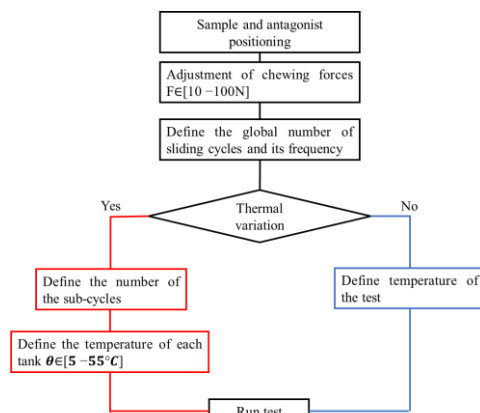 Sample and antagonist
positioning
Adjustment of chewing forces
F∈[10 −100N]
Define the global number of
sliding cycles and its frequency
Yes
Thermal
variation
No
Define the number of
the sub-cycles
Define temperature of
the test
Define the temperature of each
tank θ∈[5 −55°C]
Run test